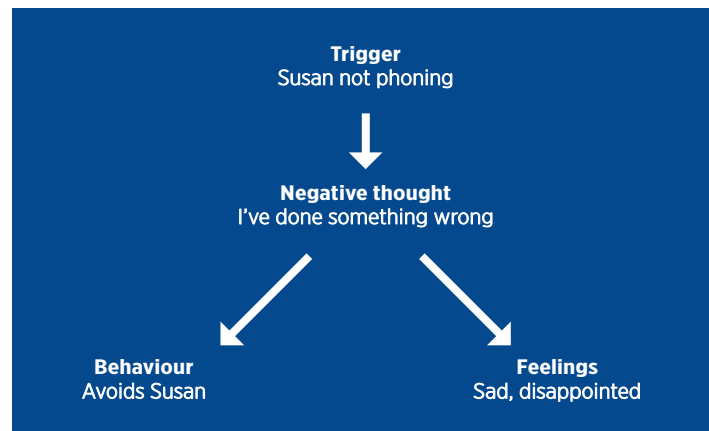 Trigger
Susan not phoning
Negative thought
I’ve done something wrong
Behaviour
Avoids Susan
Feelings
Sad, disappointed